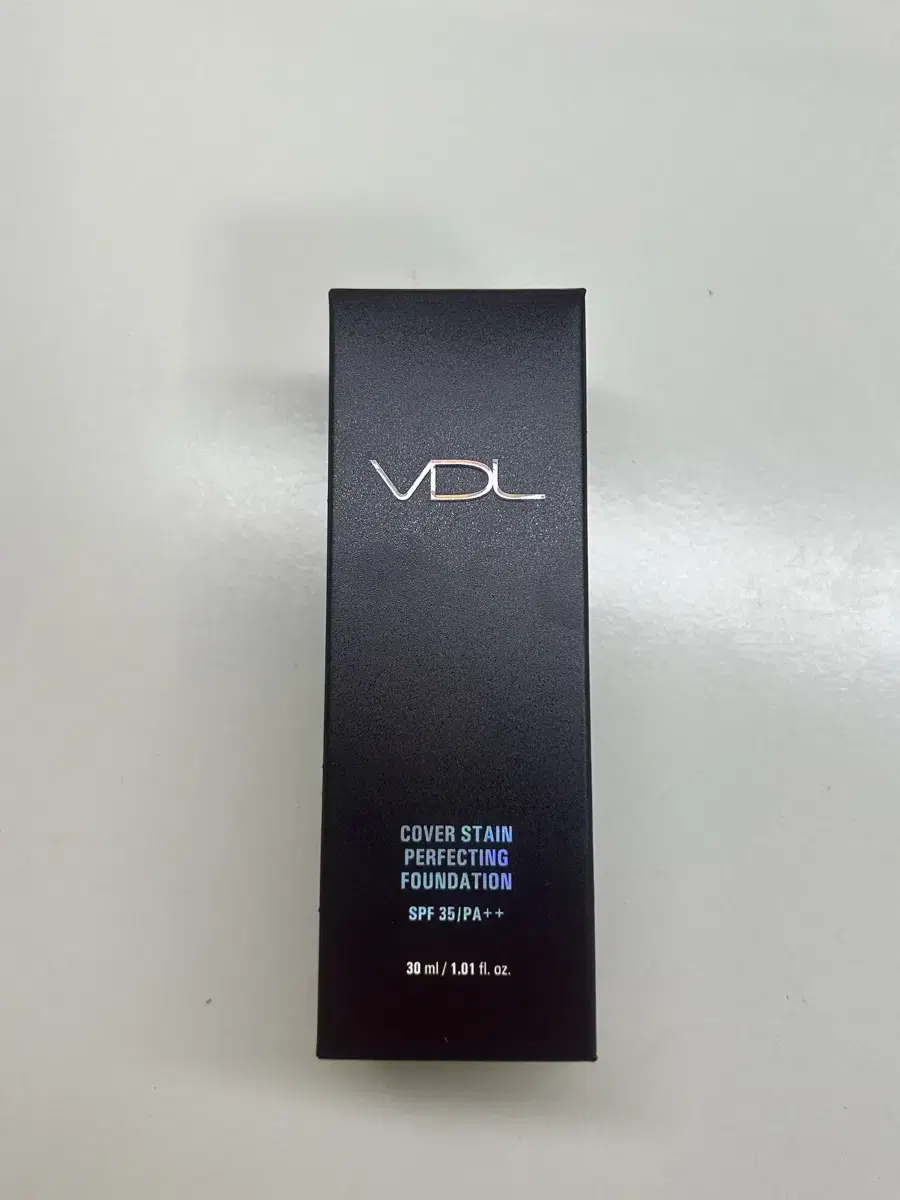 VDL
COVER STAIN
PERFECTING
FOUNDATION
SPF 35/PA++
30 ml / 1.01 fl. oz.